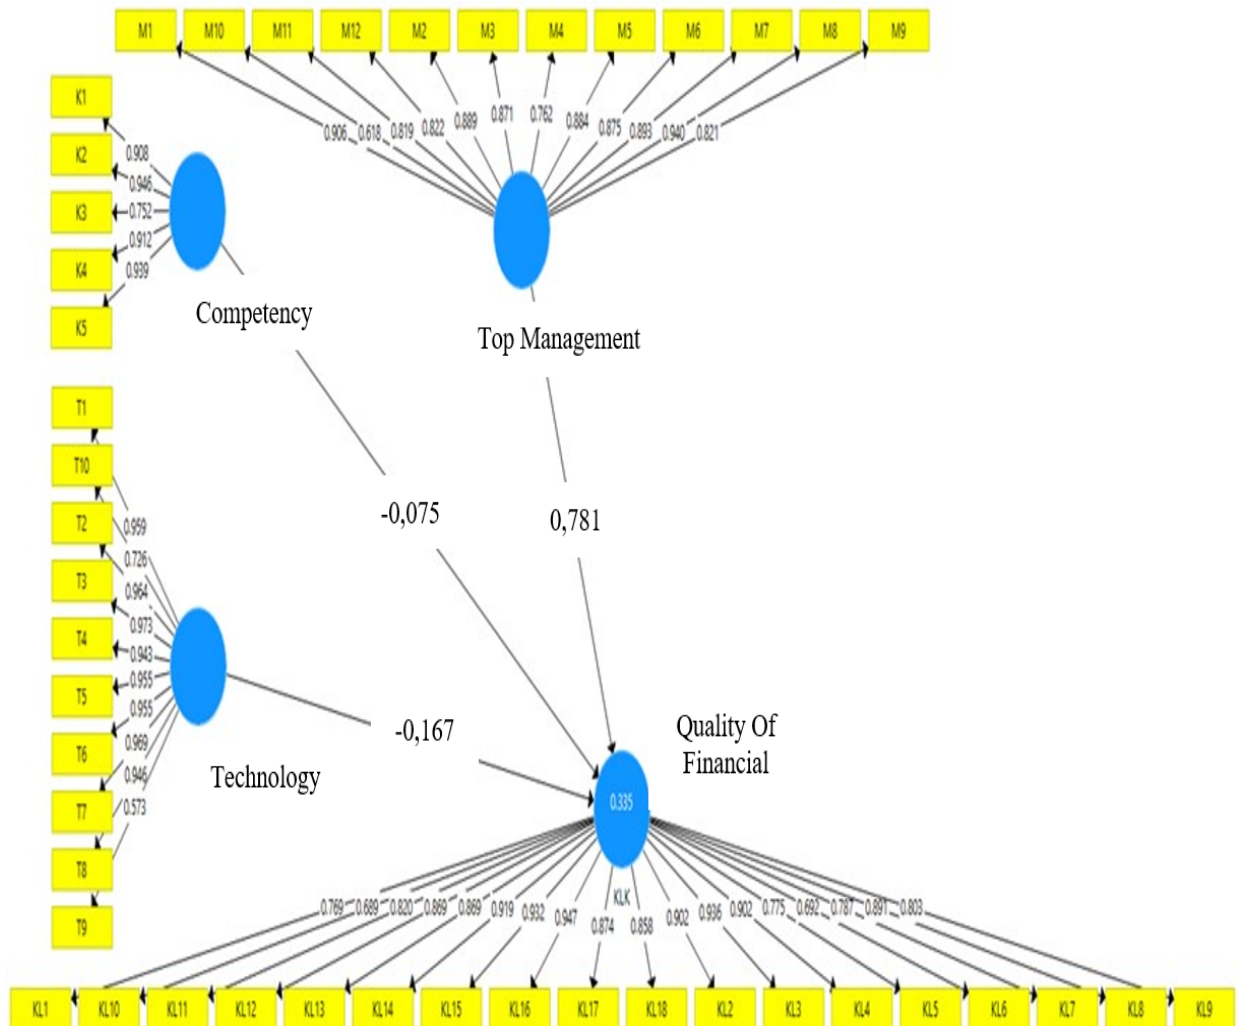 M1 M10 M11 M12 M2 M3 M4 M5 M6 M7 M8 M9
0.906 0.618 0.819 0.822 0.889 0.871 0.762 0.884 0.875 0.893 0.940 0.821
K1
K2
K3
K4
K5
0.908
0.946
0.752
0.912
0.939
Competency
Top Management
T1
T10
T2
T3
T4
T5
T6
T7
T8
T9
0.959
0.726
0.964
0.973
0.943
0.955
0.955
0.969
0.946
0.573
-0,075
0,781
-0,167
Technology
Quality Of
Financial
0.335
KLK
0.769 0.689 0.820 0.869 0.869 0.919 0.932 0.947 0.874 0.858 0.902 0.936 0.902 0.775 0.692 0.787 0.891 0.803
KL1 KL10 KL11 KL12 KL13 KL14 KL15 KL16 KL17 KL18 KL2 KL3 KL4 KL5 KL6 KL7 KL8 KL9